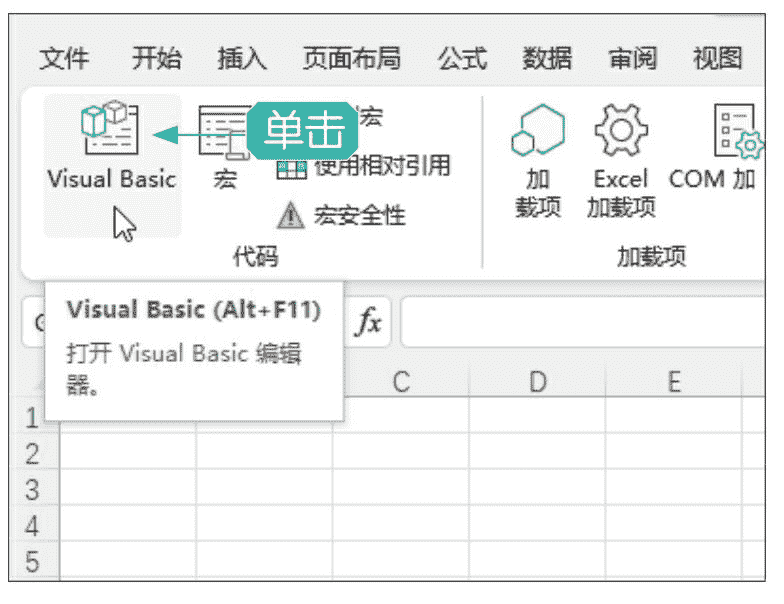 文件 开始 插入 页面布局 公式 数据 审阅 视图
单击
宏
使用相对引用
宏安全性
Visual Basic
宏
加
载项
Excel
加载项
COM 加
代码
加载项
Visual Basic (Alt+F11)
打开 Visual Basic 编辑
器。
fx
C D E
1
2
3
4
5